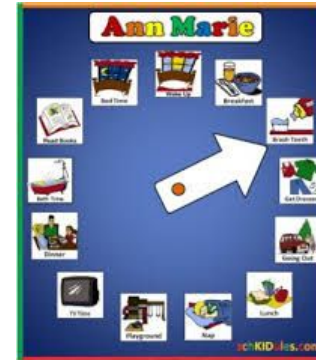 Ann Marie
Wake Up
Breakfast
Brush Teeth
Get Dressed
Going Out
Lunch
Nap
Playground
TV Time
Dinner
Bath Time
Read Books
Bed Time